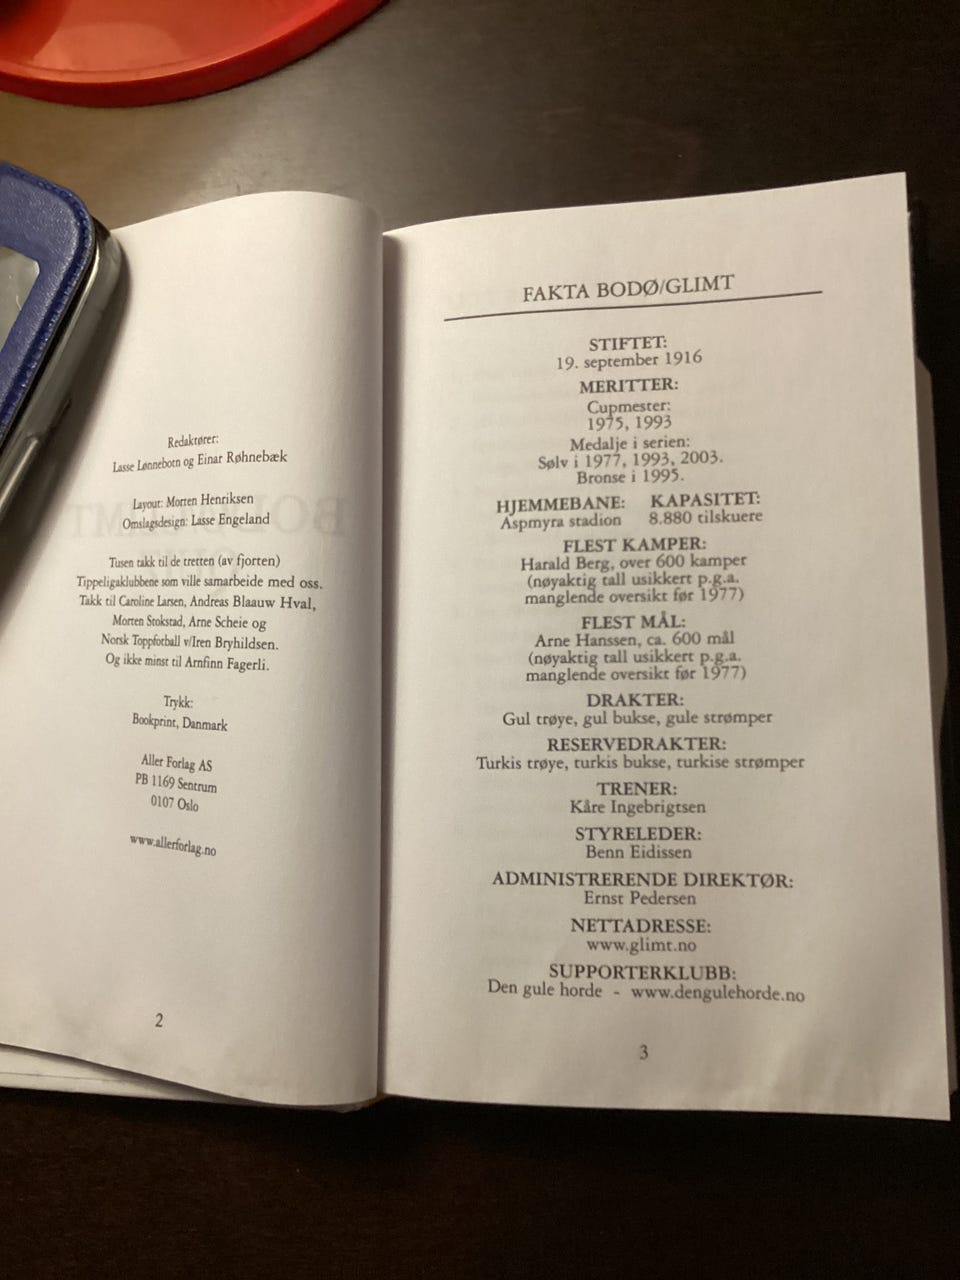 Redaktører:
Lasse Lønnebotn og Einar Røhnebæk
Layout: Morten Henriksen
Omslagsdesign: Lasse Engeland
Tusen takk til de tretten (av fjorten)
Tippeligaklubbene som ville samarbeide med oss.
Takk til Caroline Larsen, Andreas Blaauw Hval,
Morten Stokstad, Arne Scheie og
Norsk Toppfotball v/Iren Bryhildsen.
Og ikke minst til Arnfinn Fagerli.
Trykk:
Bookprint, Danmark
Aller Forlag AS
PB 1169 Sentrum
0107 Oslo
www.allerforlag.no
2
FAKTA BODØ/GLIMT
STIFTET:
19. september 1916
MERITTER:
Cupmester:
1975, 1993
Medalje i serien:
Sølv i 1977, 1993, 2003.
Bronse i 1995.
HJEMMEBANE: KAPASITET:
Aspmyra stadion 8.880 tilskuere
FLEST KAMPER:
Harald Berg, over 600 kamper
(nøyaktig tall usikkert p.g.a.
manglende oversikt før 1977)
FLEST MÅL:
Arne Hanssen, ca. 600 mål
(nøyaktig tall usikkert p.g.a.
manglende oversikt før 1977)
DRAKTER:
Gul trøye, gul bukse, gule strømper
RESERVEDRAKTER:
Turkis trøye, turkis bukse, turkise strømper
TRENER:
Kåre Ingebrigtsen
STYRELEDER:
Benn Eidissen
ADMINISTRERENDE DIREKTØR:
Ernst Pedersen
NETTADRESSE:
www.glimt.no
SUPPORTERKLUBB:
Den gule horde - www.dengulehorde.no
3